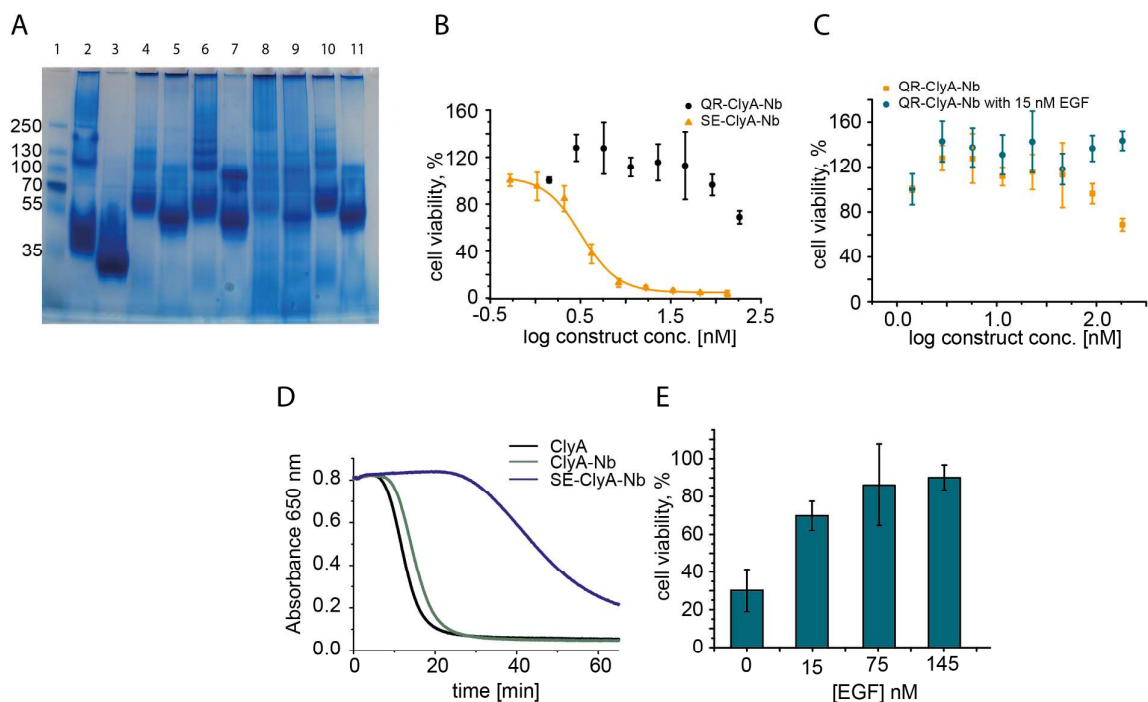 A
1 2 3 4 5 6 7 8 9 10 11
250
130
100
70
55
35
B
QR-ClyA-Nb
SE-ClyA-Nb
160
120
80
40
0
cell viability, %
-0.5 0.5 1.5 2.5
log construct conc. [nM]
C
QR-ClyA-Nb
QR-ClyA-Nb with 15 nM EGF
160
120
80
40
0
cell viability, %
0.0 1.0 2.0
log construct conc. [nM]
D
ClyA
ClyA-Nb
SE-ClyA-Nb
0.8
0.6
0.4
0.2
0.0
Absorbance 650 nm
0 20 40 60
time [min]
E
100
80
60
40
20
0
cell viability, %
0 15 75 145
[EGF] nM